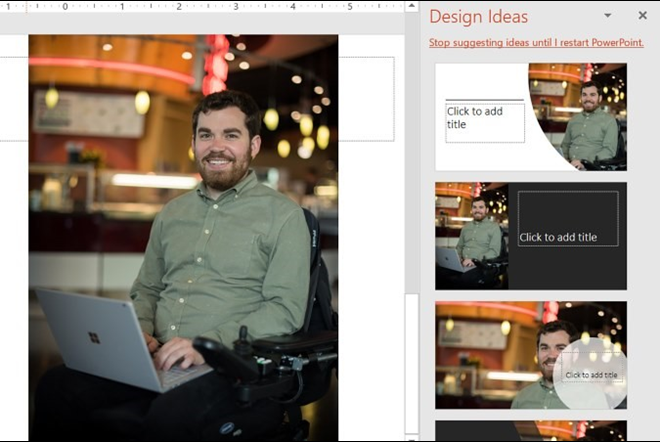 1 0 1 2 3 4 5
Design Ideas
Stop suggesting ideas until I restart PowerPoint.
Click to add
title
Click to add title
Click to add title